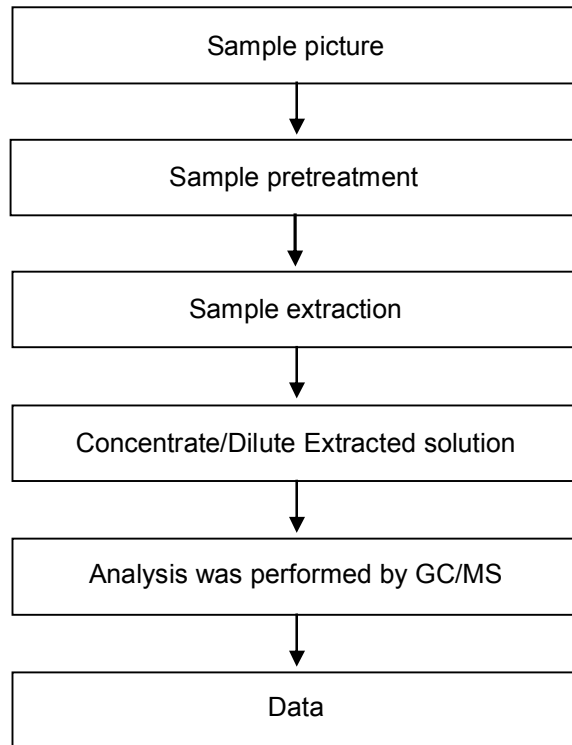 Sample picture
Sample pretreatment
Sample extraction
Concentrate/Dilute Extracted solution
Analysis was performed by GC/MS
Data